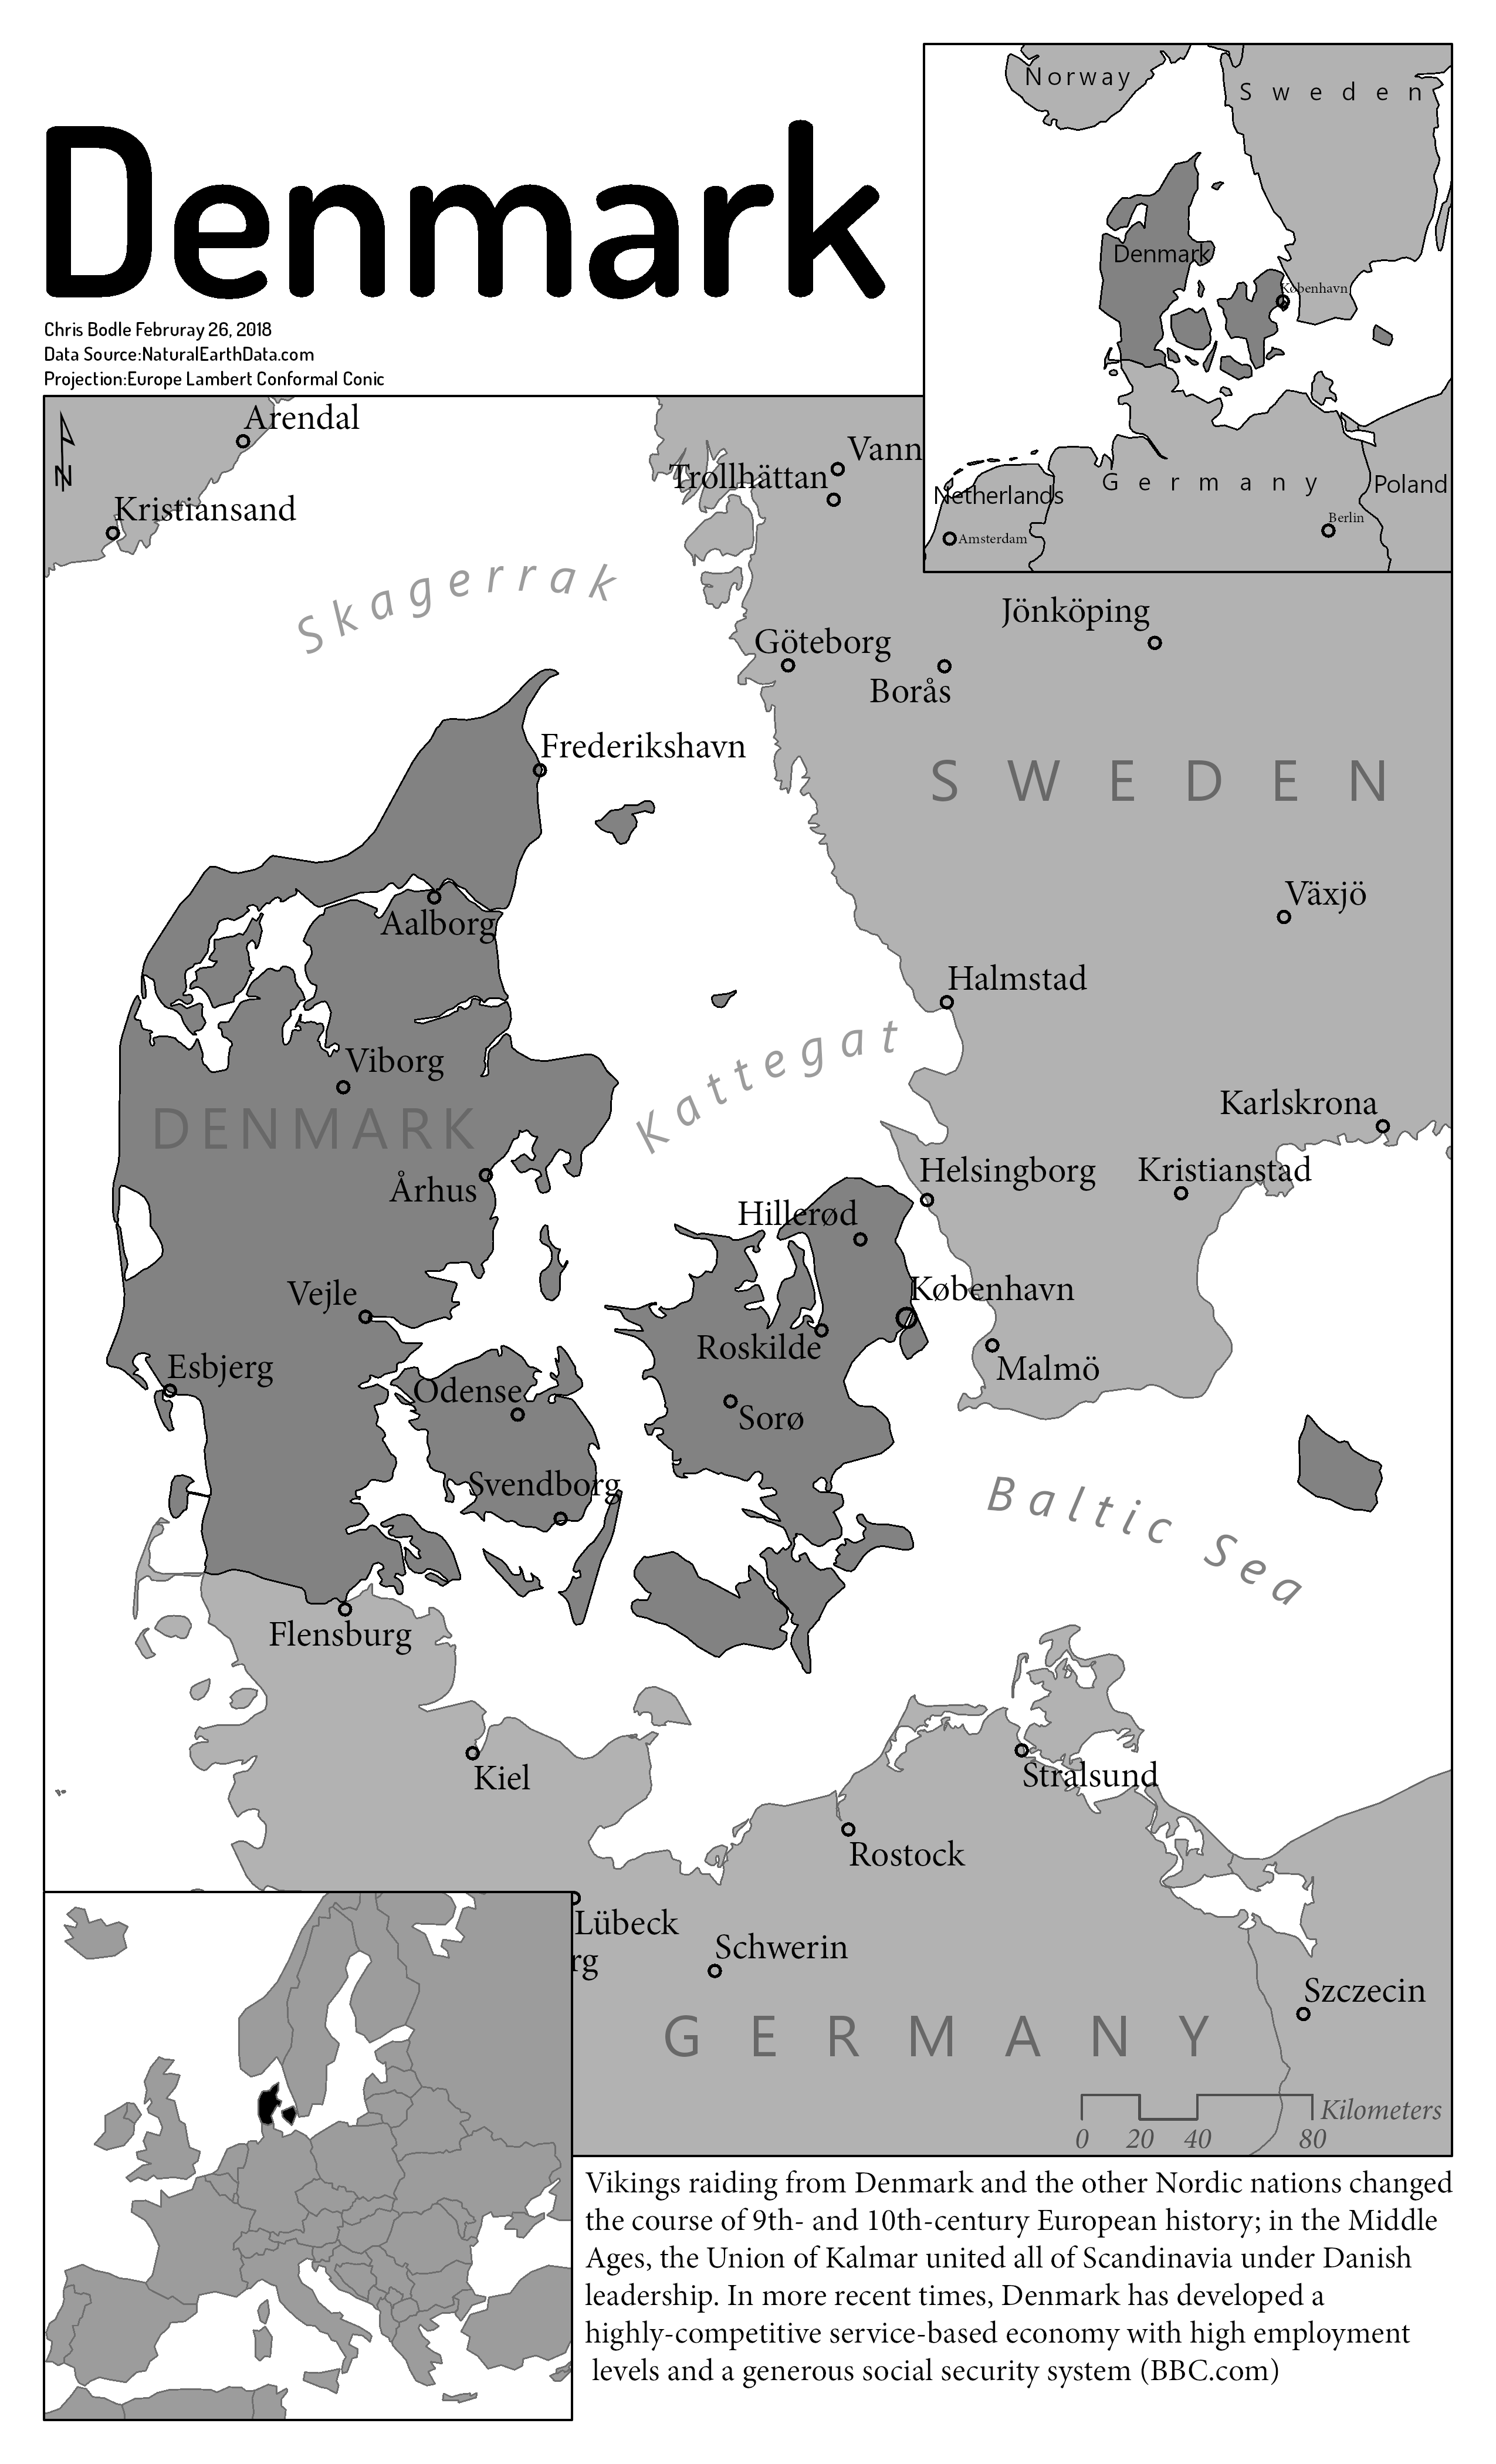 Denmark
Chris Bodle Februray 26, 2018
Data Source:NaturalEarthData.com
Projection:Europe Lambert Conformal Conic
Norway
Sweden
Denmark
København
Netherlands
Germany
Poland
Amsterdam
Berlin
N
Arendal
Kristiansand
Vann
Trollhättan
Skagerrak
Jönköping
Göteborg
Borås
Frederikshavn
SWEDEN
Växjö
Aalborg
Halmstad
Kattegat
Viborg
DENMARK
Karlskrona
Århus
Helsingborg
Kristianstad
Hillerød
København
Vejle
Roskilde
Malmö
Esbjerg
Odense
Sorø
Svendborg
Baltic Sea
Flensburg
Kiel
Stralsund
Rostock
Lübeck
rg
Schwerin
Szczecin
GERMANY
Kilometers
0 20 40 80
Vikings raiding from Denmark and the other Nordic nations changed
the course of 9th- and 10th-century European history; in the Middle
Ages, the Union of Kalmar united all of Scandinavia under Danish
leadership. In more recent times, Denmark has developed a
highly-competitive service-based economy with high employment
levels and a generous social security system (BBC.com)